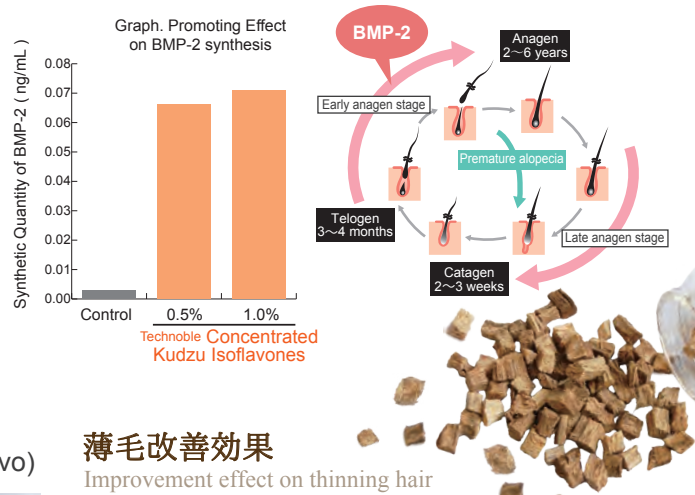 Graph. Promoting Effect
on BMP-2 synthesis
Synthetic Quantity of BMP-2 ( ng/mL )
0.08
0.07
0.06
0.05
0.04
0.03
0.02
0.01
0.00
Control
0.5%
1.0%
Technoble Concentrated
Kudzu Isoflavones
BMP-2
Anagen
2～6 years
Early anagen stage
Premature alopecia
Telogen
3～4 months
Late anagen stage
Catagen
2～3 weeks
vo)
薄毛改善効果
Improvement effect on thinning hair